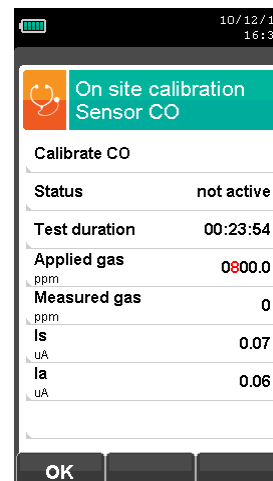 10/12/1
16:3
On site calibration
Sensor CO
Calibrate CO
Status not active
Test duration 00:23:54
Applied gas 0800.0
ppm
Measured gas 0
ppm
Is 0.07
uA
Ia 0.06
uA
OK